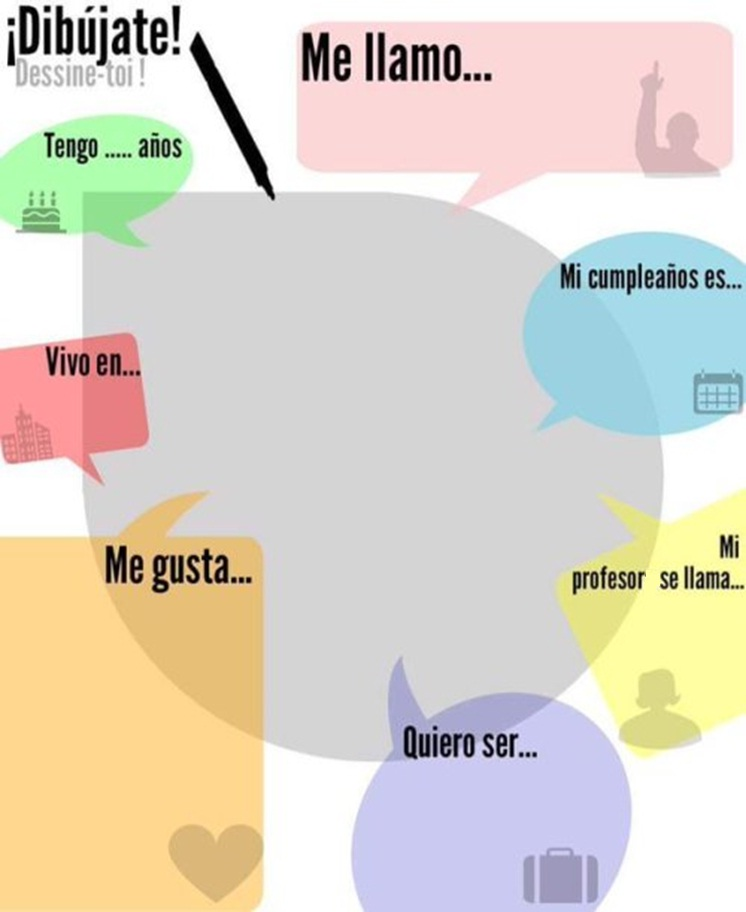 ¡Dibújate!
Dessine-toi !
Me llamo...
Tengo ..... años
Mi cumpleaños es...
Vivo en...
Mi
profesor se llama...
Me gusta...
Quiero ser...